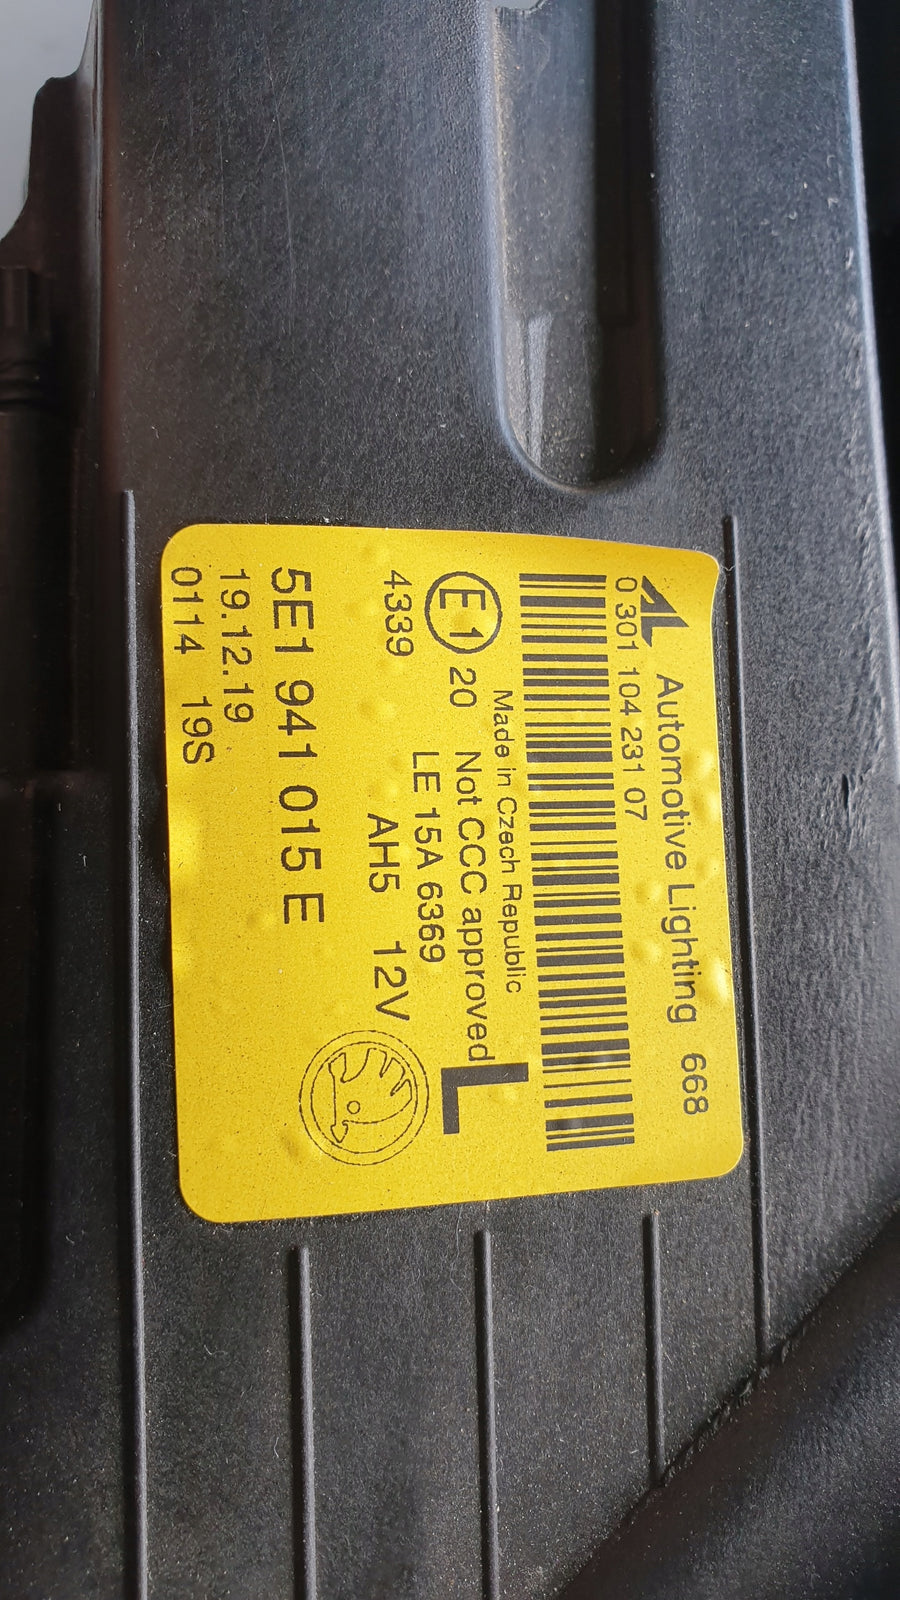 AL Automotive Lighting 668
0 301 104 231 07
Made in Czech Republic
E1 20 Not CCC approved L
4339 LE 15A 6369
AH5 12V
5E1 941 015 E
19.12.19
0114 19S